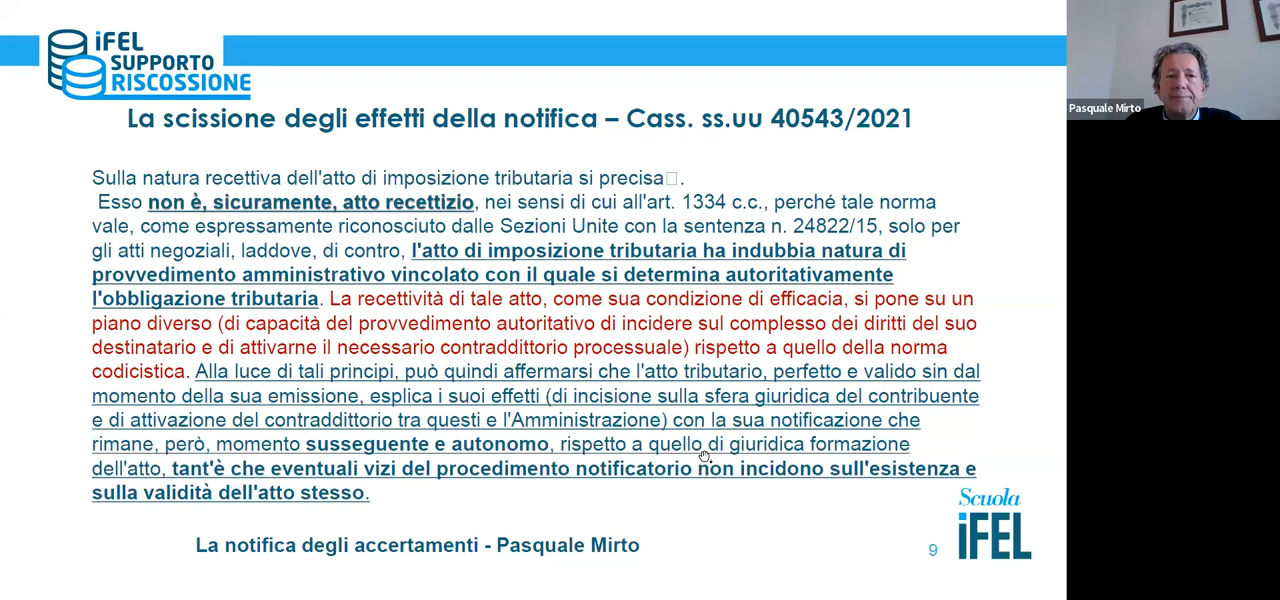 iFEL
SUPPORTO
RISCOSSIONE
La scissione degli effetti della notifica – Cass. ss.uu 40543/2021
Sulla natura recettiva dell'atto di imposizione tributaria si precisa□.
Esso non è, sicuramente, atto recettizio, nei sensi di cui all'art. 1334 c.c., perché tale norma
vale, come espressamente riconosciuto dalle Sezioni Unite con la sentenza n. 24822/15, solo per
gli atti negoziali, laddove, di contro, l'atto di imposizione tributaria ha indubbia natura di
provvedimento amministrativo vincolato con il quale si determina autoritativamente
l'obbligazione tributaria. La recettività di tale atto, come sua condizione di efficacia, si pone su un
piano diverso (di capacità del provvedimento autoritativo di incidere sul complesso dei diritti del suo
destinatario e di attivarne il necessario contraddittorio processuale) rispetto a quello della norma
codicistica. Alla luce di tali principi, può quindi affermarsi che l'atto tributario, perfetto e valido sin dal
momento della sua emissione, esplica i suoi effetti (di incisione sulla sfera giuridica del contribuente
e di attivazione del contraddittorio tra questi e l'Amministrazione) con la sua notificazione che
rimane, però, momento susseguente e autonomo, rispetto a quello di giuridica formazione
dell'atto, tant'è che eventuali vizi del procedimento notificatorio non incidono sull'esistenza e
sulla validità dell'atto stesso.
La notifica degli accertamenti - Pasquale Mirto
9
Scuola
iFEL
Pasquale Mirto